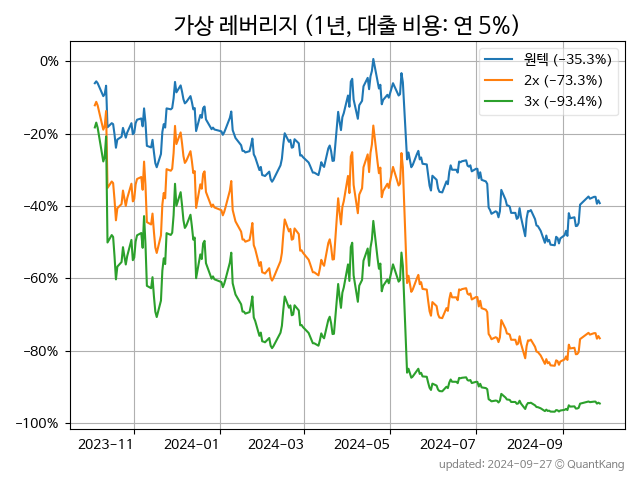 가상 레버리지 (1년, 대출 비용: 연 5%)
원텍 (−35.3%)
2x (−73.3%)
3x (−93.4%)
0%
−20%
−40%
−60%
−80%
−100%
2023-11 2024-01 2024-03 2024-05 2024-07 2024-09
updated: 2024-09-27 © QuantKang